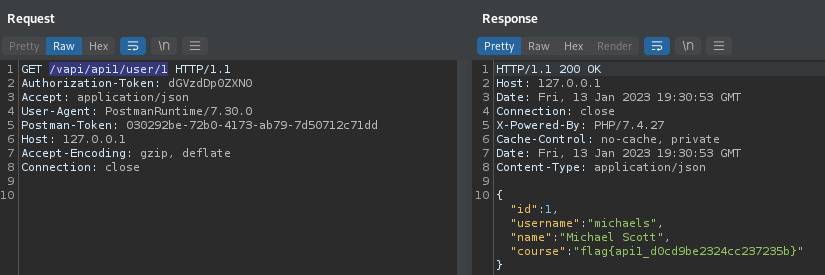 Request
Pretty Raw Hex \n
1 GET /vapi/api1/user/1 HTTP/1.1
2 Authorization-Token: dGVzdDp0ZXN0
3 Accept: application/json
4 User-Agent: PostmanRuntime/7.30.0
5 Postman-Token: 030292be-72b0-4173-ab79-7d50712c71dd
6 Host: 127.0.0.1
7 Accept-Encoding: gzip, deflate
8 Connection: close
9
10
Response
Pretty Raw Hex Render \n
1 HTTP/1.1 200 OK
2 Host: 127.0.0.1
3 Date: Fri, 13 Jan 2023 19:30:53 GMT
4 Connection: close
5 X-Powered-By: PHP/7.4.27
6 Cache-Control: no-cache, private
7 Date: Fri, 13 Jan 2023 19:30:53 GMT
8 Content-Type: application/json
9
10 {
"id":1,
"username":"michaels",
"name":"Michael Scott",
"course":"flag{api1_d0cd9be2324cc237235b}"
}